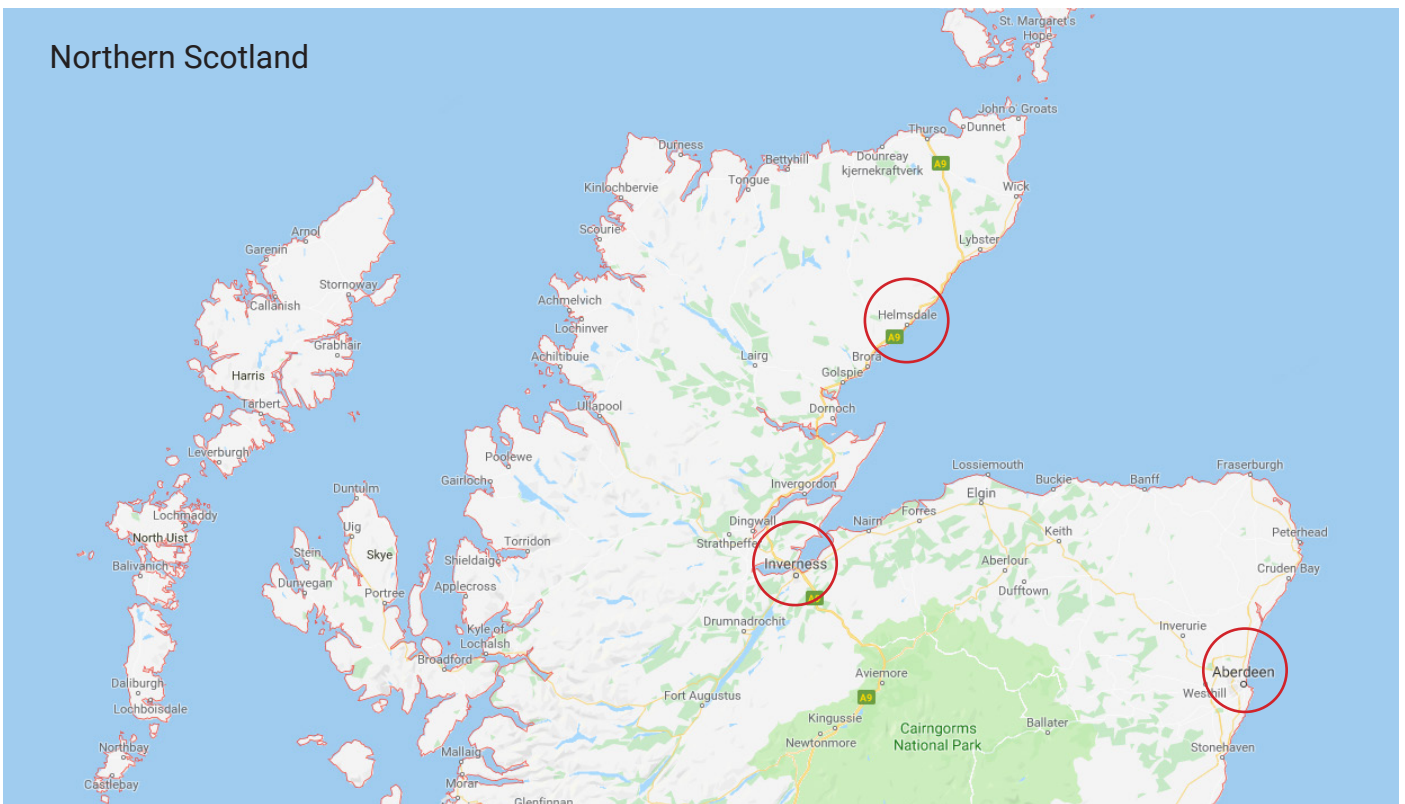 Northern Scotland
St. Margaret's
Hope
John o' Groats
Thurso
Dunnet
Durness
Bettyhill
Dounreay
kjernekraftverk
A9
Tongue
Kinlochbervie
Wick
Scourie
Arnol
Garenin
Lybster
Stornoway
Callanish
Achmelvich
Helmsdale
Lochinver
A9
Grabhair
Achiltibuie
Lairg
Brora
Golspie
Harris
Tarbert
Ullapool
Dornoch
Leverburgh
Poolewe
Lossiemouth
Fraserburgh
Gairloch
Invergordon
Buckie
Banff
Duntulm
Elgin
Lochmaddy
Forres
Uig
Dingwall
Nairn
Keith
Peterhead
North Uist
Torridon
Strathpeffer
Stein
Skye
Shieldaig
Inverness
Aberlour
Balivanich
Cruden Bay
Dunvegan
Portree
Applecross
Dufftown
A9
Drumnadrochit
Inverurie
Kyle of
Lochalsh
Broadford
Aviemore
Aberdeen
Daliburgh
Fort Augustus
A9
Westhill
Lochboisdale
Kingussie
Ballater
Cairngorms
National Park
Newtonmore
Northbay
Mallaig
Stonehaven
Castlebay
Morar
Glenfinnan